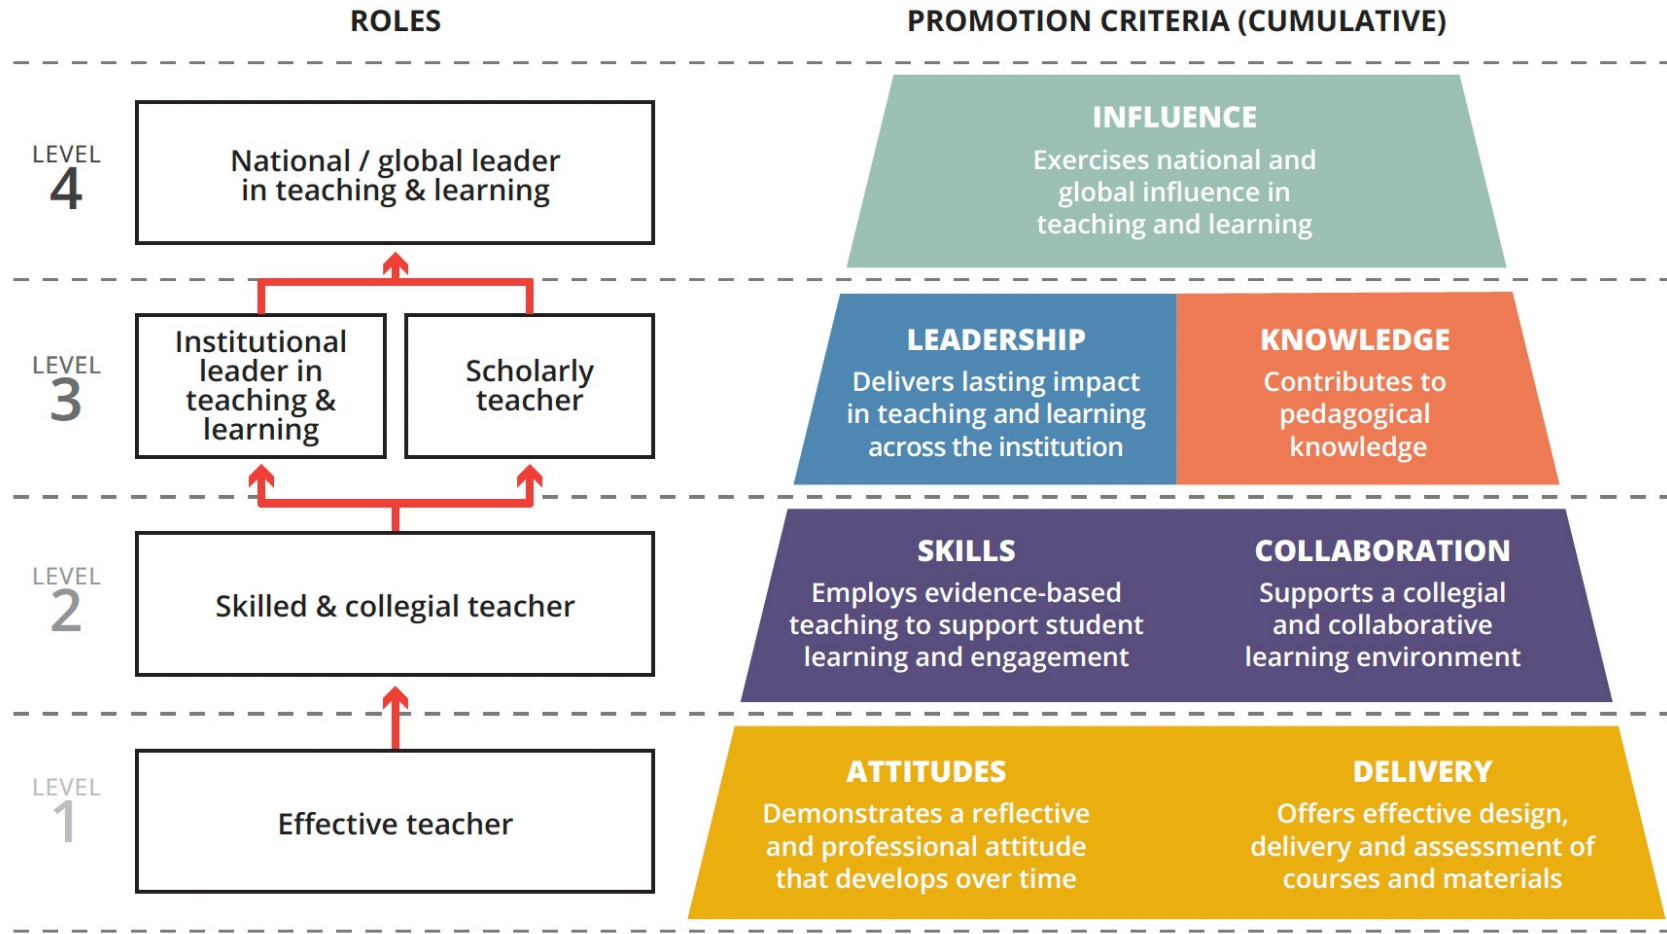 ROLES
PROMOTION CRITERIA (CUMULATIVE)
LEVEL
4
National / global leader
in teaching & learning
INFLUENCE
Exercises national and
global influence in
teaching and learning
LEVEL
3
Institutional
leader in
teaching &
learning
Scholarly
teacher
LEADERSHIP
Delivers lasting impact
in teaching and learning
across the institution
KNOWLEDGE
Contributes to
pedagogical
knowledge
LEVEL
2
Skilled & collegial teacher
SKILLS
Employs evidence-based
teaching to support student
learning and engagement
COLLABORATION
Supports a collegial
and collaborative
learning environment
LEVEL
1
Effective teacher
ATTITUDES
Demonstrates a reflective
and professional attitude
that develops over time
DELIVERY
Offers effective design,
delivery and assessment of
courses and materials